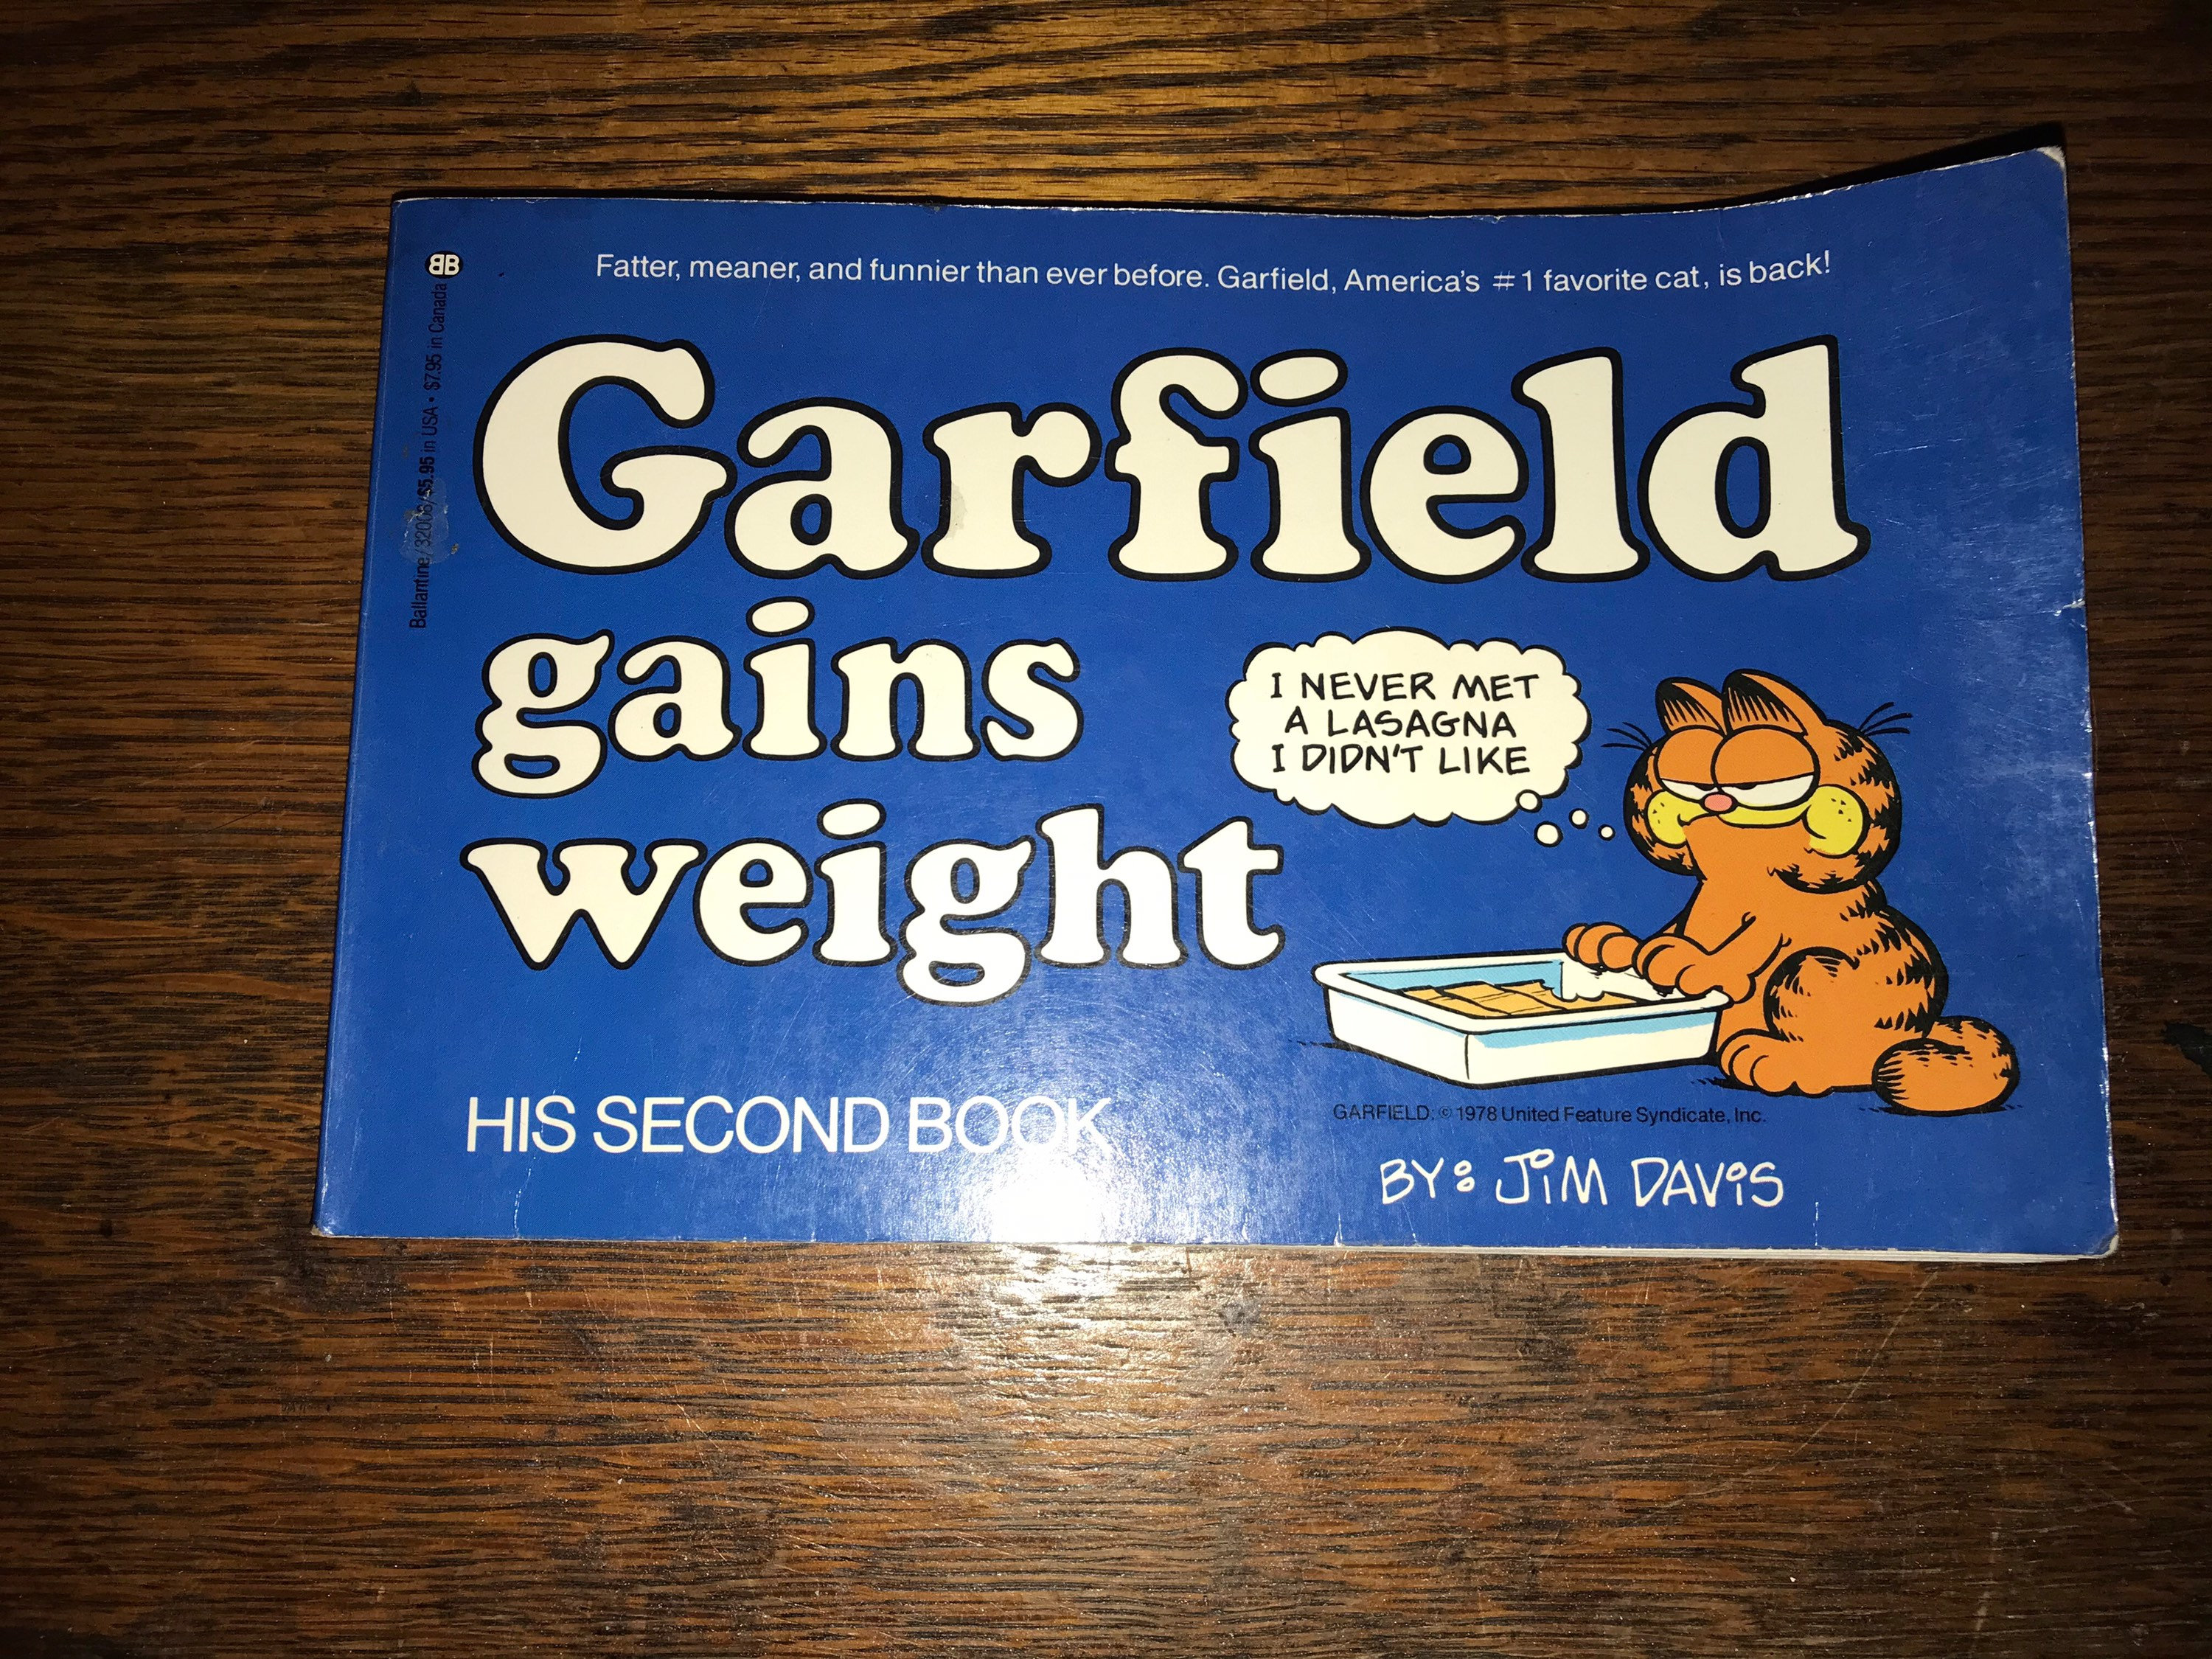 BB
Ballantine/32008/$5.95 in USA • $7.95 in Canada
Fatter, meaner, and funnier than ever before. Garfield, America's #1 favorite cat, is back!
Garfield
gains
weight
I NEVER MET
A LASAGNA
I DIDN'T LIKE
HIS SECOND BOOK
GARFIELD: © 1978 United Feature Syndicate, Inc.
BY: JIM DAVIS